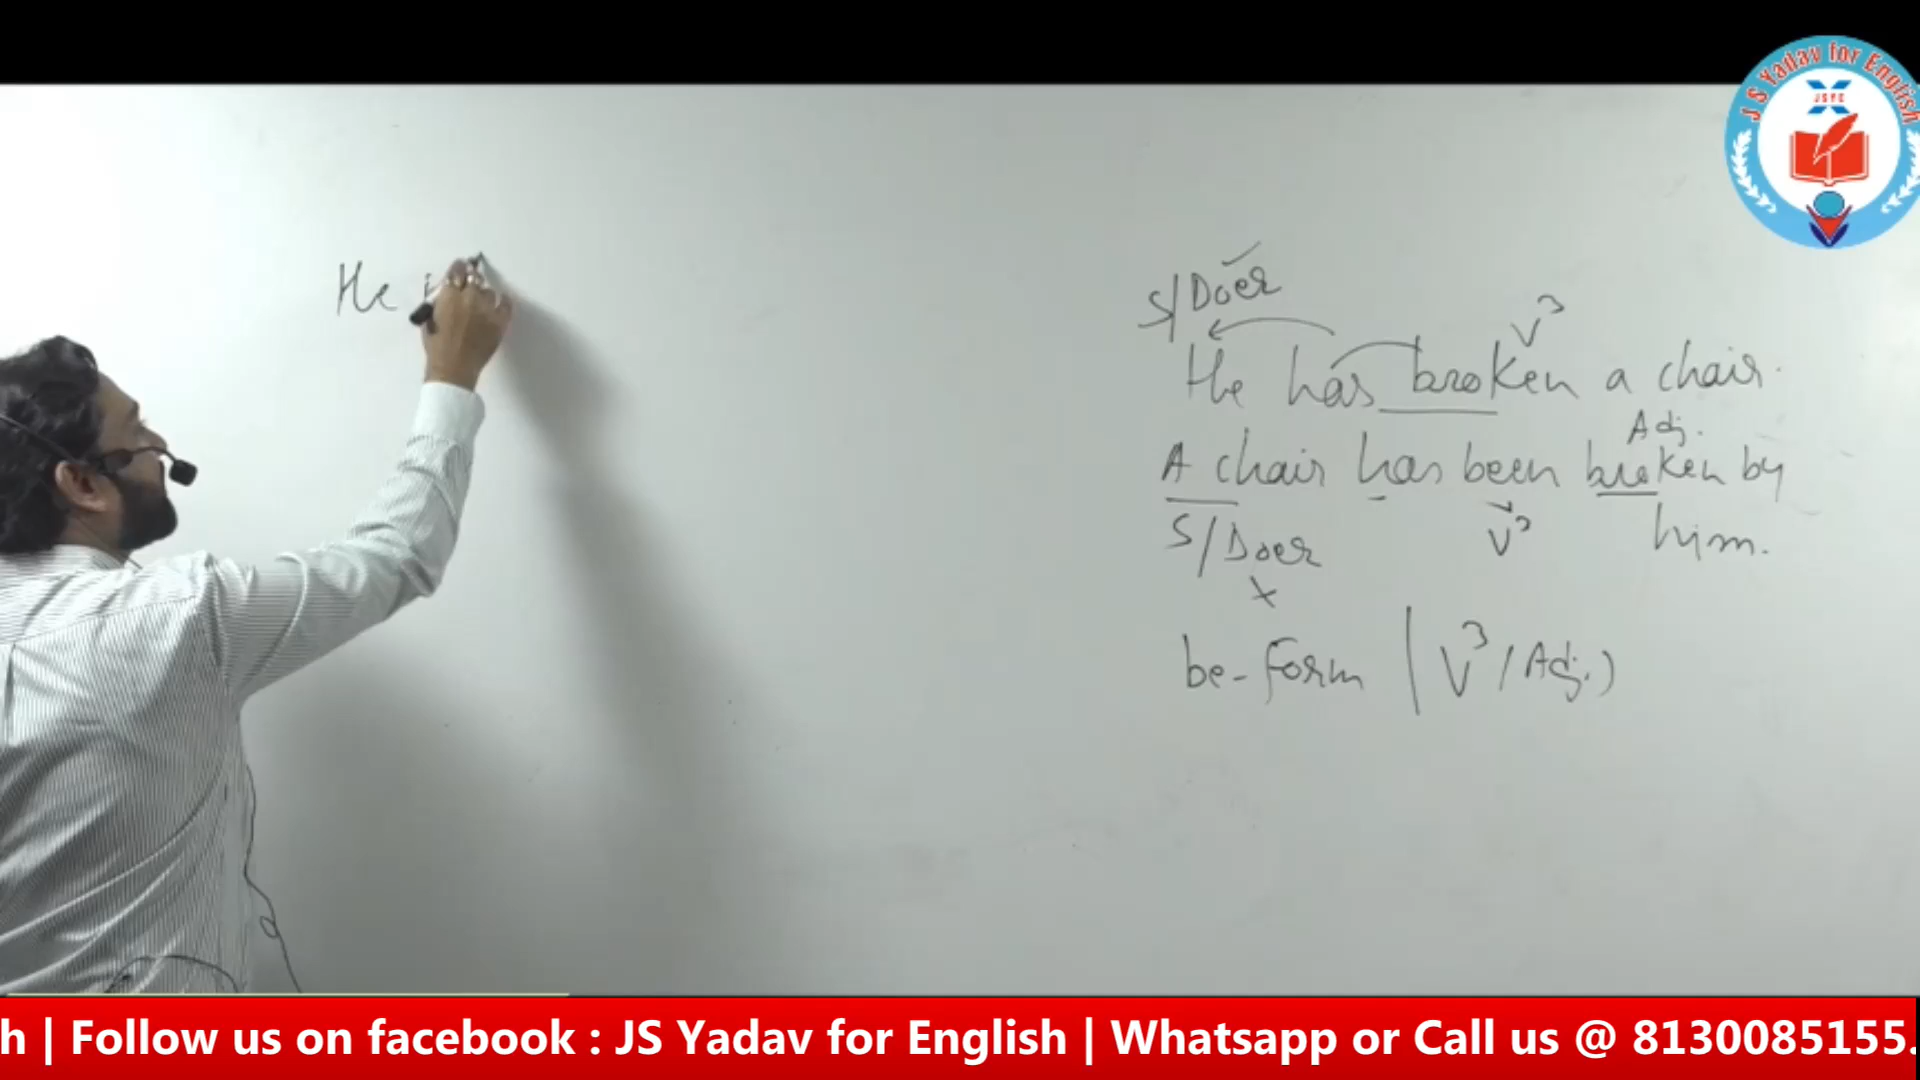 J S Yadav for English
JSYE
He i
S/Doer
V3
He has broken a chair.
Adj.
A chair has been broken by
him.
S/Doer
V3
x
be-form (V3/Adj.)
h | Follow us on facebook : JS Yadav for English | Whatsapp or Call us @ 8130085155.